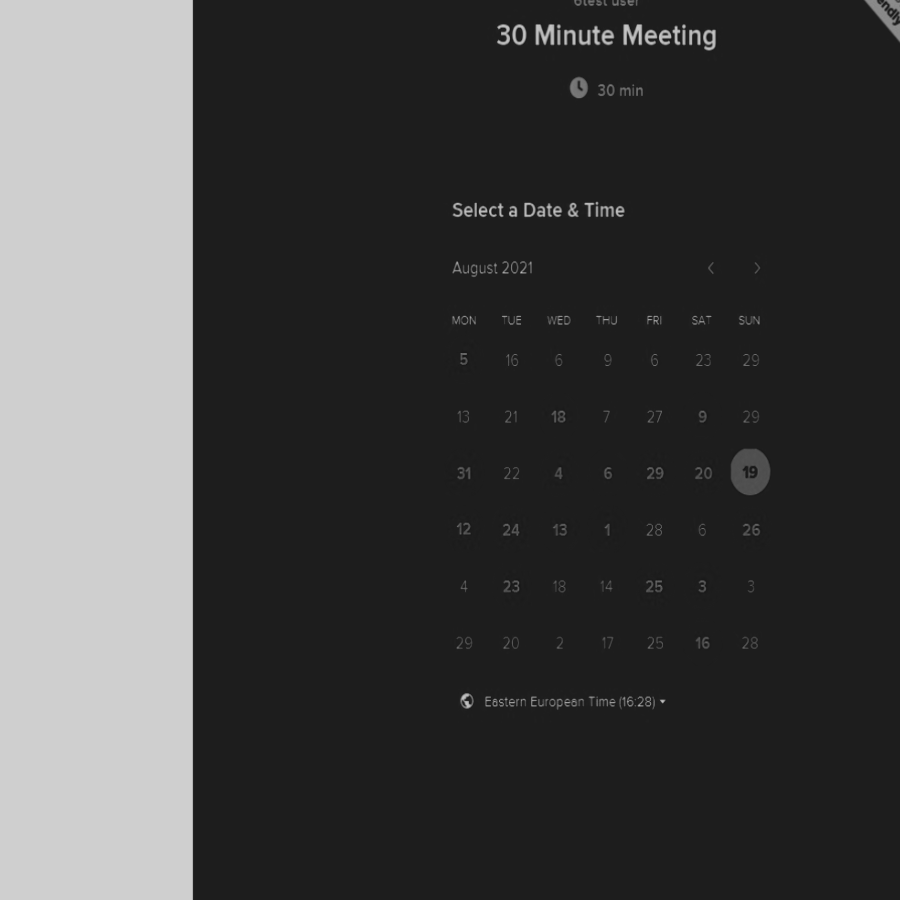 30 Minute Meeting
30 min
Select a Date & Time
August 2021
MON TUE WED THU FRI SAT SUN
5 16 6 9 6 23 29
13 21 18 7 27 9 29
31 22 4 6 29 20 19
12 24 13 1 28 6 26
4 23 18 14 25 3 3
29 20 2 17 25 16 28
Eastern European Time (16:28)